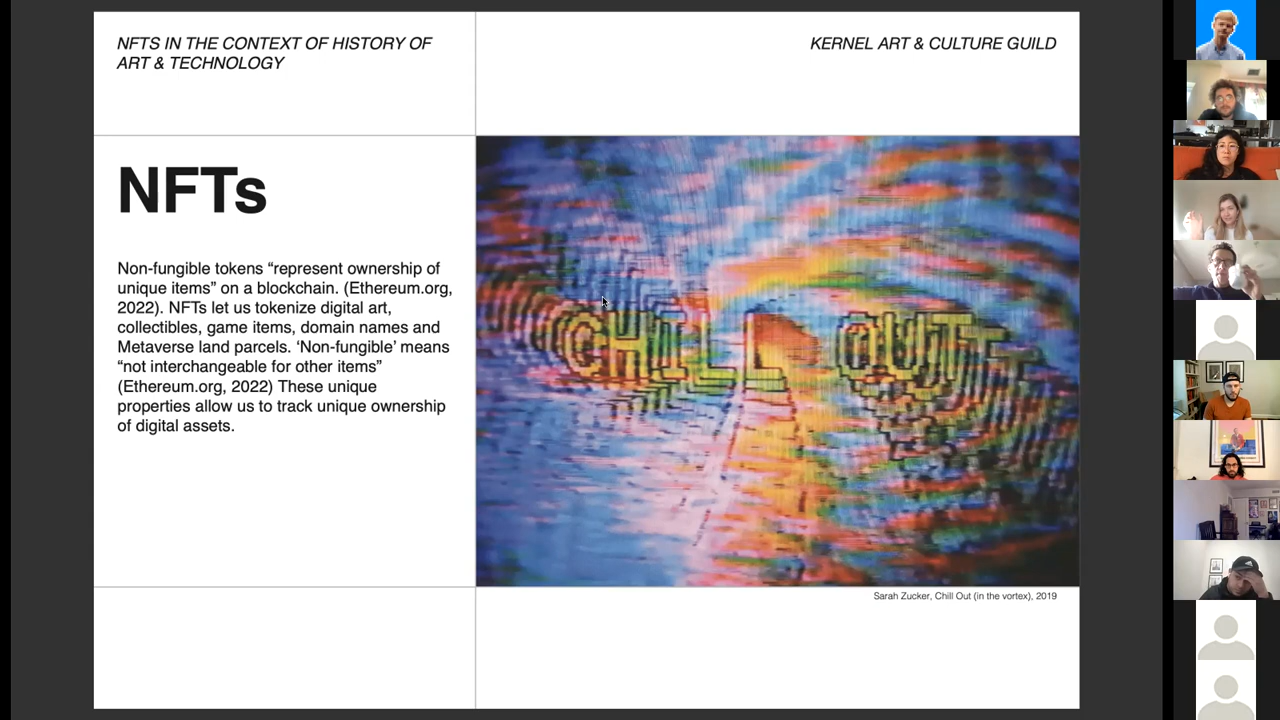 NFTS IN THE CONTEXT OF HISTORY OF
ART & TECHNOLOGY
KERNEL ART & CULTURE GUILD
NFTs
Non-fungible tokens “represent ownership of
unique items” on a blockchain. (Ethereum.org,
2022). NFTs let us tokenize digital art,
collectibles, game items, domain names and
Metaverse land parcels. ‘Non-fungible’ means
“not interchangeable for other items”
(Ethereum.org, 2022) These unique
properties allow us to track unique ownership
of digital assets.
CHILL OUT
Sarah Zucker, Chill Out (in the vortex), 2019